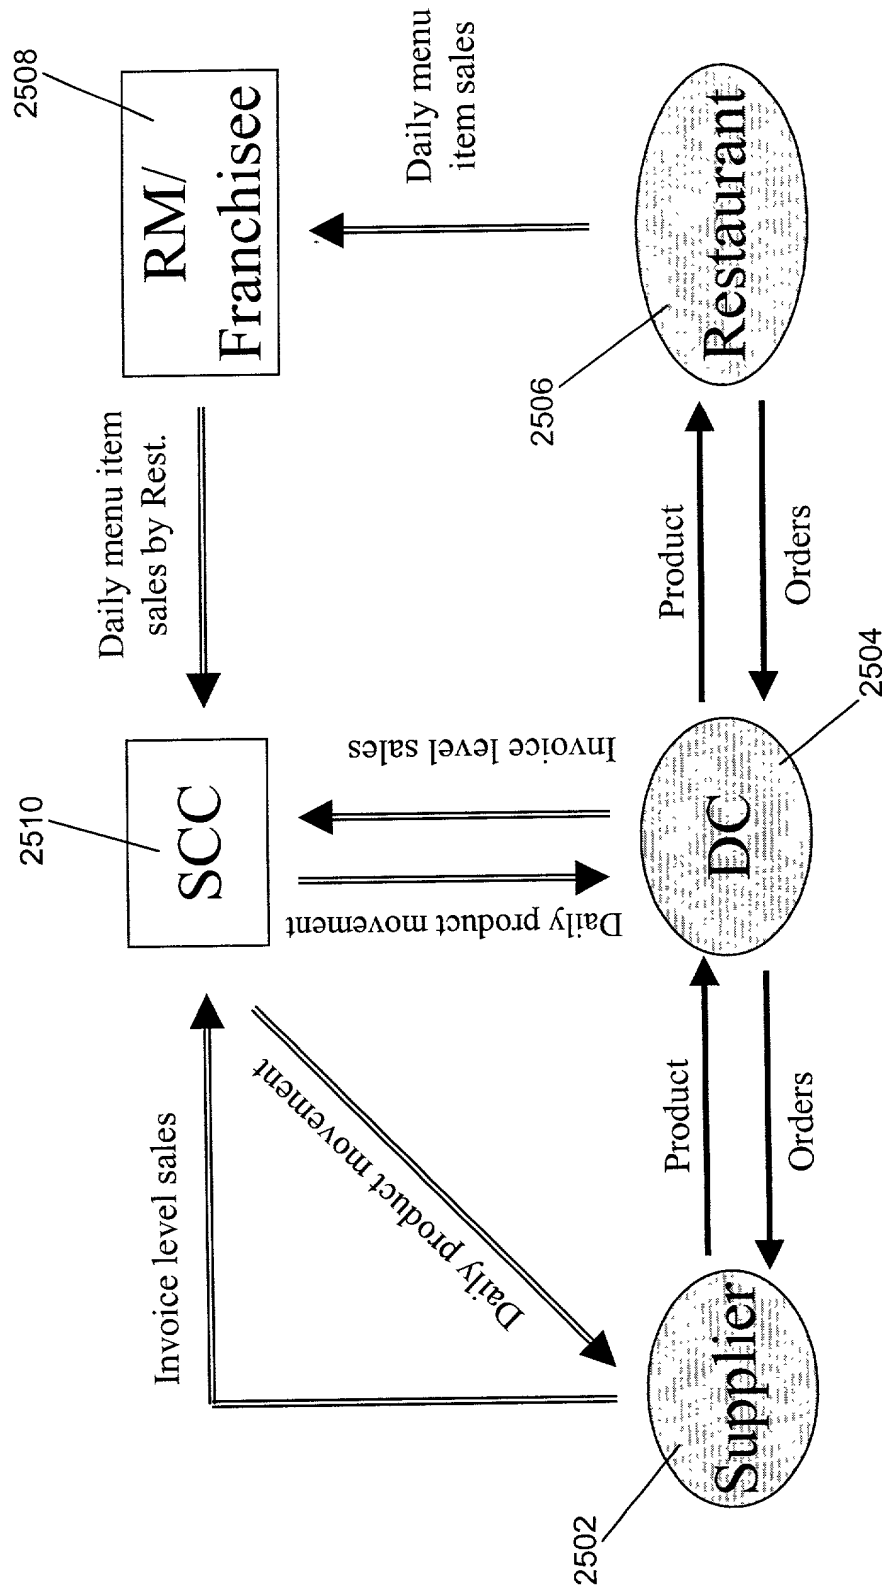 2510
SCC
Daily menu item
sales by Rest.
2508
RM/
Franchisee
Invoice level sales
Daily product movement
Daily product movement
Invoice level sales
Daily menu
item sales
2502
Supplier
Product
Orders
DC
2504
Product
Orders
2506
Restaurant